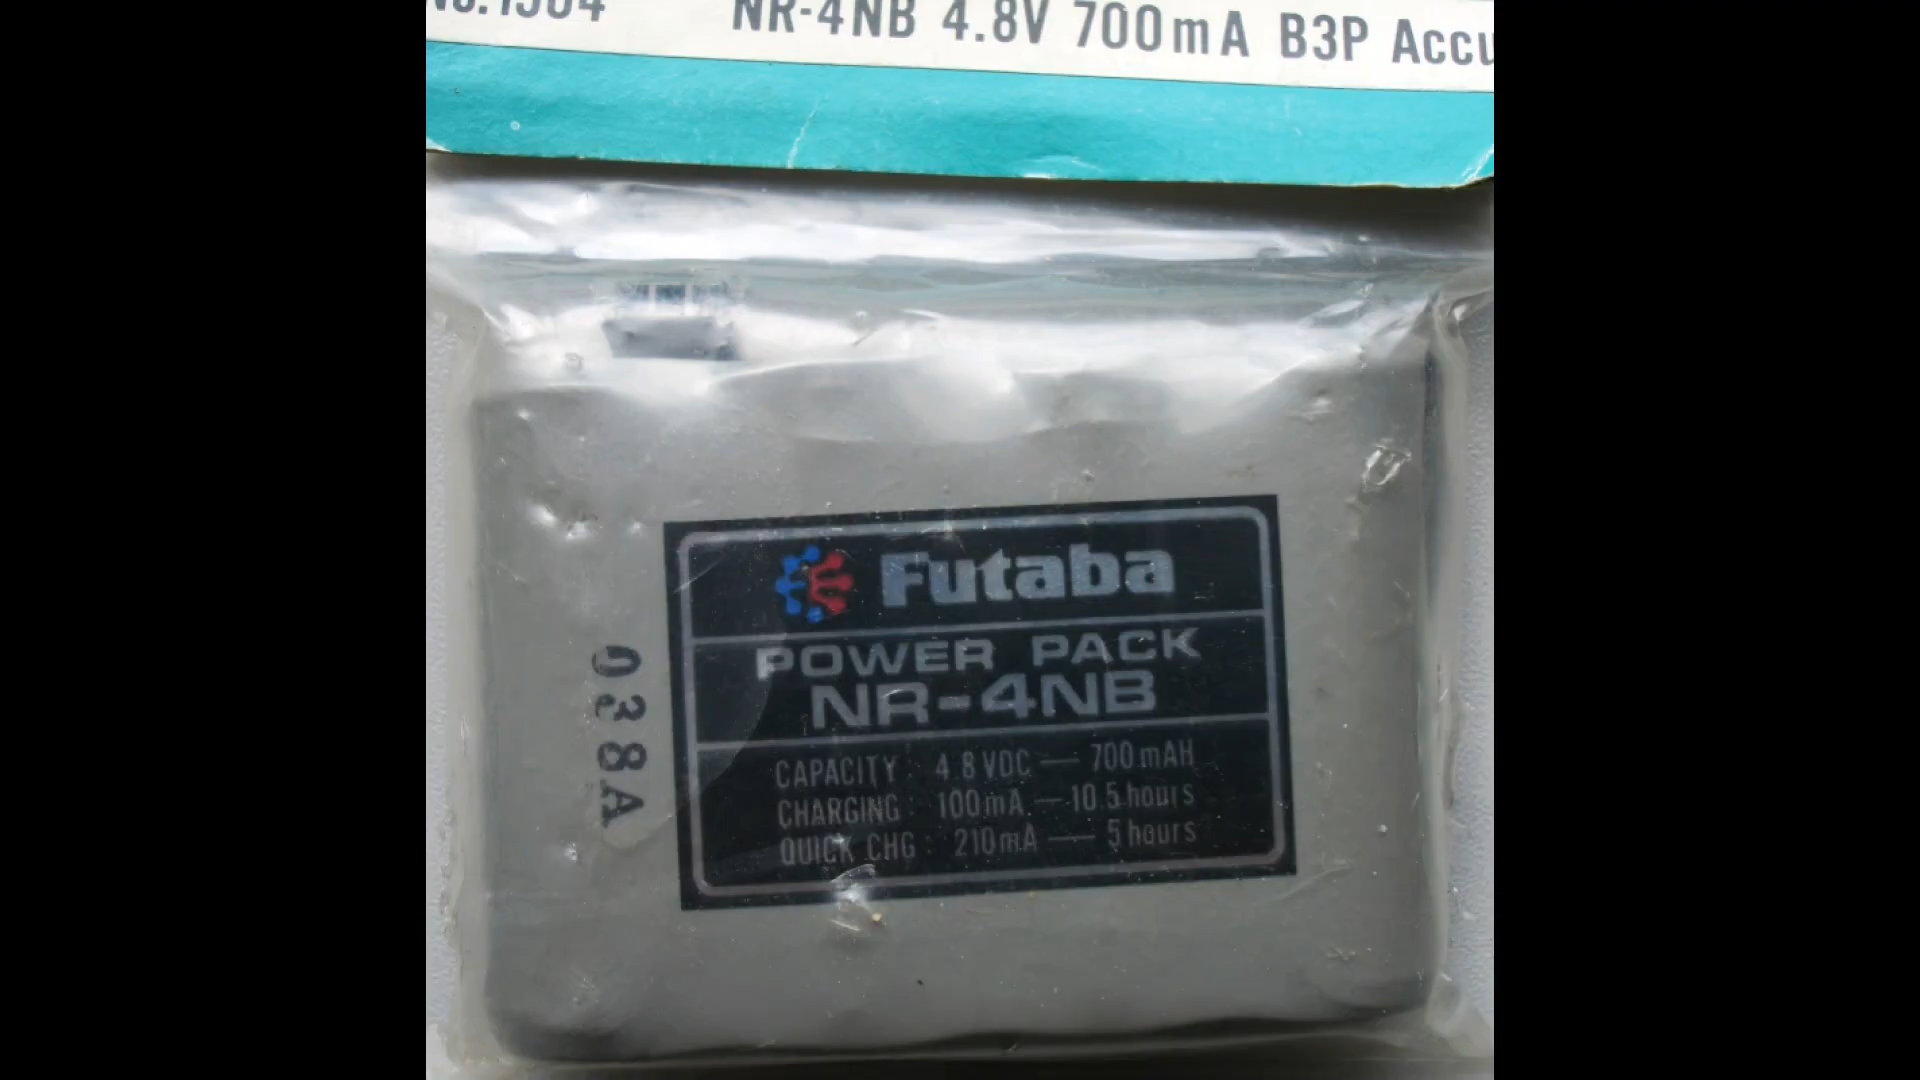 NR-4NB 4.8V 700mA B3P Accu
Futaba
POWER PACK
NR-4NB
CAPACITY: 4.8 VDC — 700 mAH
CHARGING: 100mA — 10.5 hours
QUICK CHG: 210mA — 5 hours
038A